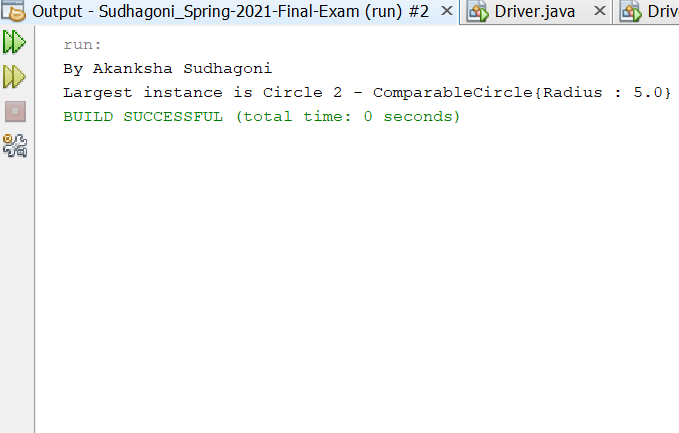 Output - Sudhagoni_Spring-2021-Final-Exam (run) #2 × Driver.java × Drive
run:
By Akanksha Sudhagoni
Largest instance is Circle 2 - ComparableCircle{Radius : 5.0}
BUILD SUCCESSFUL (total time: 0 seconds)